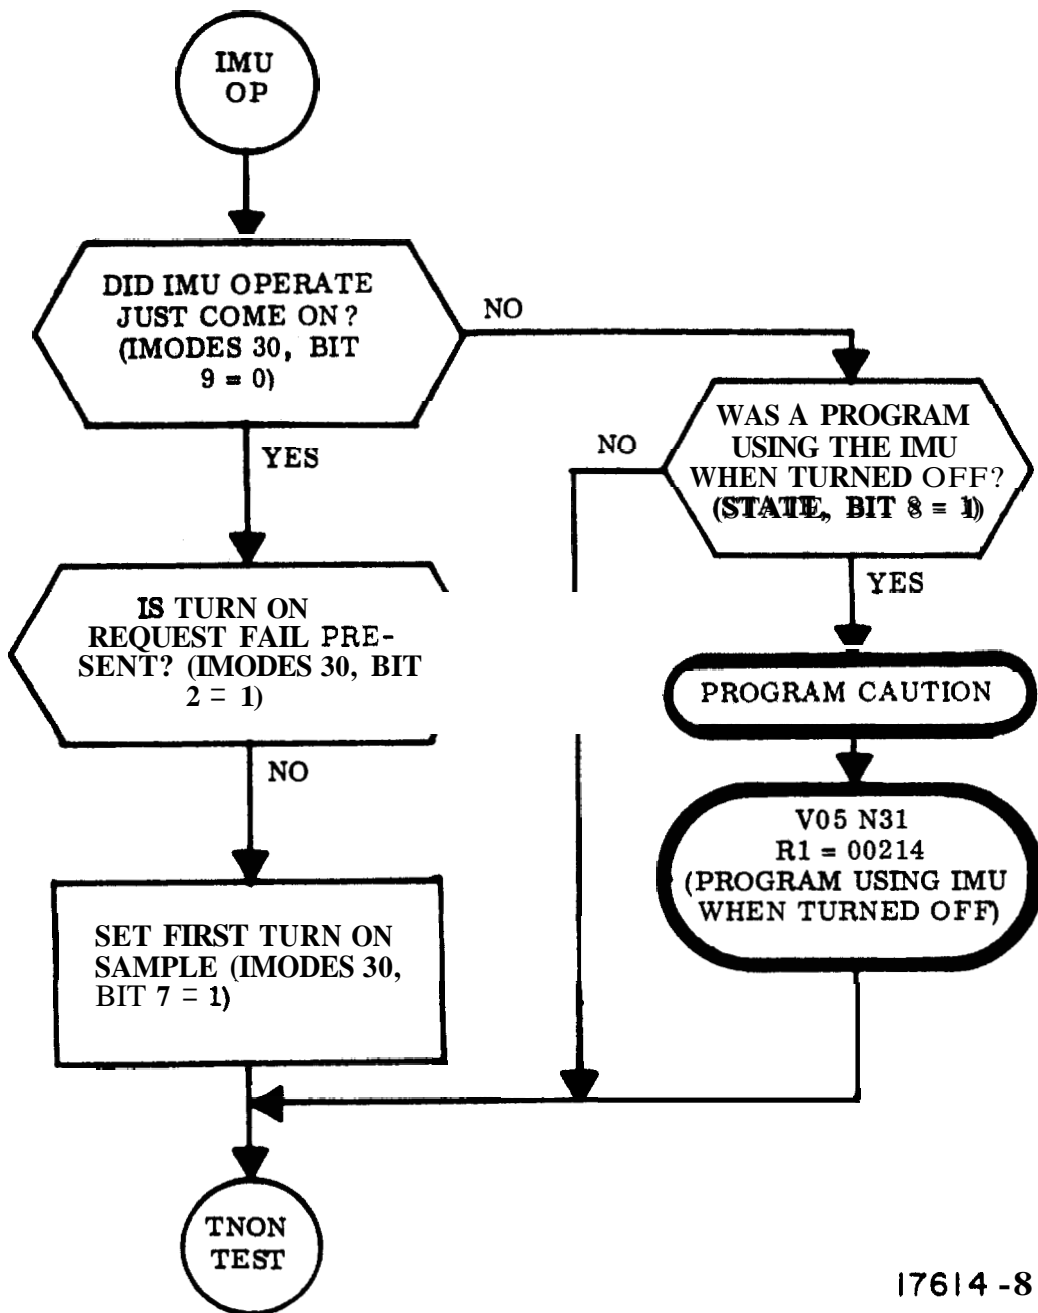 IMU
OP
DID IMU OPERATE
JUST COME ON?
(IMODES 30, BIT
9 = 0)
NO
YES
WAS A PROGRAM
USING THE IMU
WHEN TURNED OFF?
(STATE, BIT 8 = 1)
NO
YES
IS TURN ON
REQUEST FAIL PRE-
SENT? (IMODES 30, BIT
2 = 1)
NO
PROGRAM CAUTION
V05 N31
R1 = 00214
(PROGRAM USING IMU
WHEN TURNED OFF)
SET FIRST TURN ON
SAMPLE (IMODES 30,
BIT 7 = 1)
TNON
TEST
17614-8